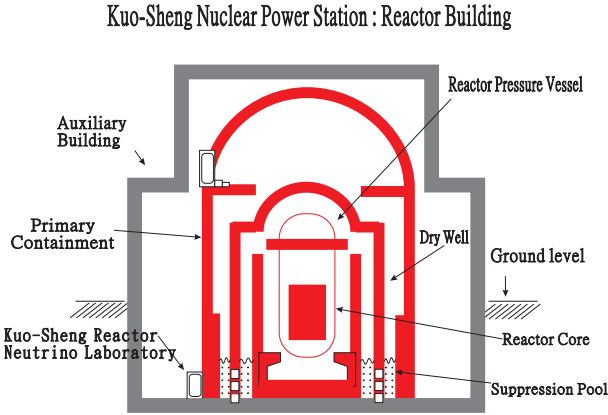 Kuo-Sheng Nuclear Power Station : Reactor Building
Reactor Pressure Vessel
Auxiliary
Building
Primary
Containment
Dry Well
Ground level
Kuo-Sheng Reactor
Neutrino Laboratory
Reactor Core
Suppression Pool